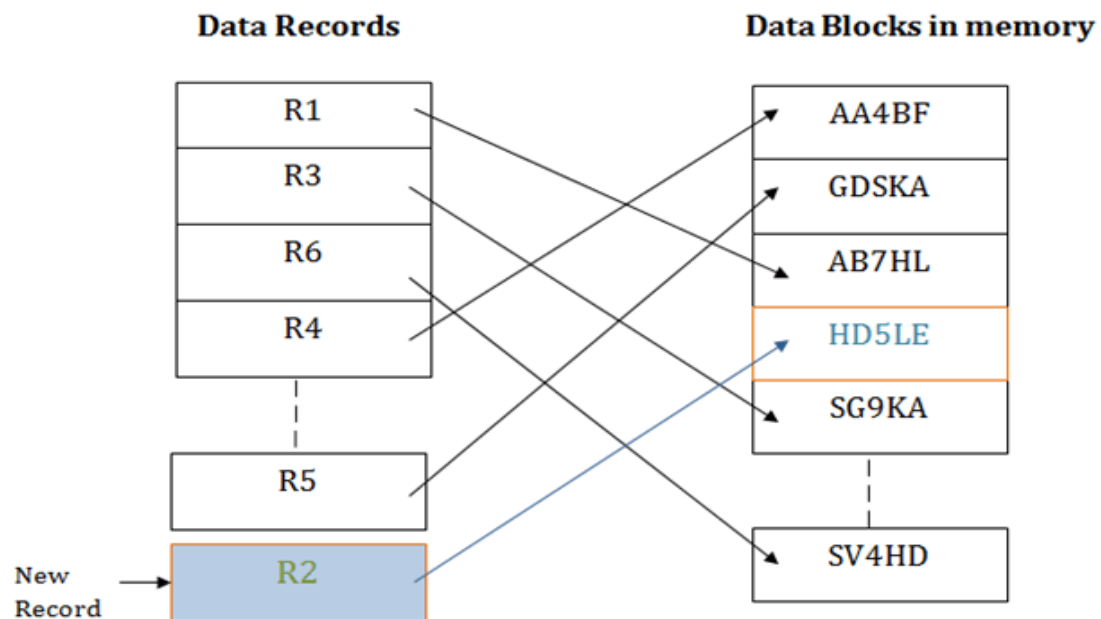 Data Records
Data Blocks in memory
R1
R3
R6
R4
R5
R2
New
Record
AA4BF
GDSKA
AB7HL
HD5LE
SG9KA
SV4HD